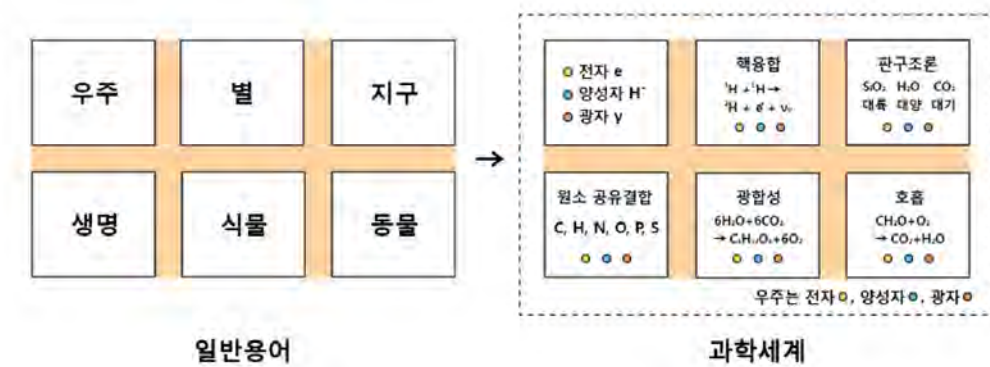 우주
별
지구
생명
식물
동물
일반용어
→
전자 e
양성자 H⁻
광자 γ
핵융합
¹H + ¹H →
²H + e⁺ + νₑ
판구조론
SiO₂ H₂O CO₂
대륙 대양 대기
원소 공유결합
C, H, N, O, P, S
광합성
6H₂O+6CO₂
→ C₆H₁₂O₆+6O₂
호흡
CH₂O+O₂
→ CO₂+H₂O
우주는 전자 , 양성자 , 광자
과학세계